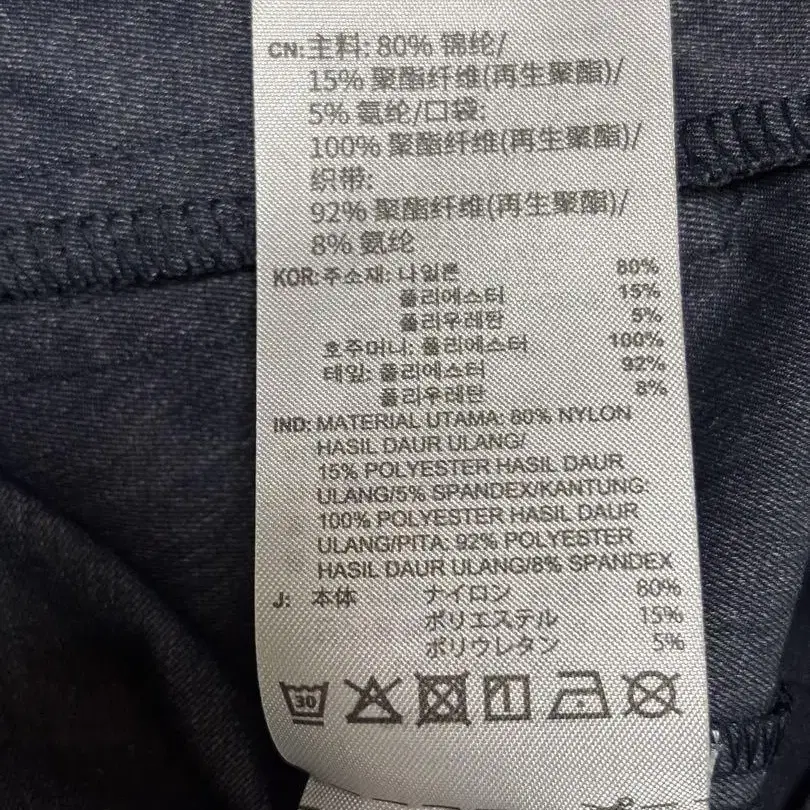 CN: 主料: 80% 锦纶/
15% 聚酯纤维(再生聚酯)/
5% 氨纶/口袋:
100% 聚酯纤维(再生聚酯)/
织带:
92% 聚酯纤维(再生聚酯)/
8% 氨纶
KOR: 주소재: 나일론 80%
폴리에스터 15%
폴리우레탄 5%
호주머니: 폴리에스터 100%
테잎: 폴리에스터 92%
폴리우레탄 8%
IND: MATERIAL UTAMA: 80% NYLON
HASIL DAUR ULANG/
15% POLYESTER HASIL DAUR
ULANG/5% SPANDEX/KANTUNG:
100% POLYESTER HASIL DAUR
ULANG/PITA: 92% POLYESTER
HASIL DAUR ULANG/8% SPANDEX
J: 本体 ナイロン 80%
ポリエステル 15%
ポリウレタン 5%
30